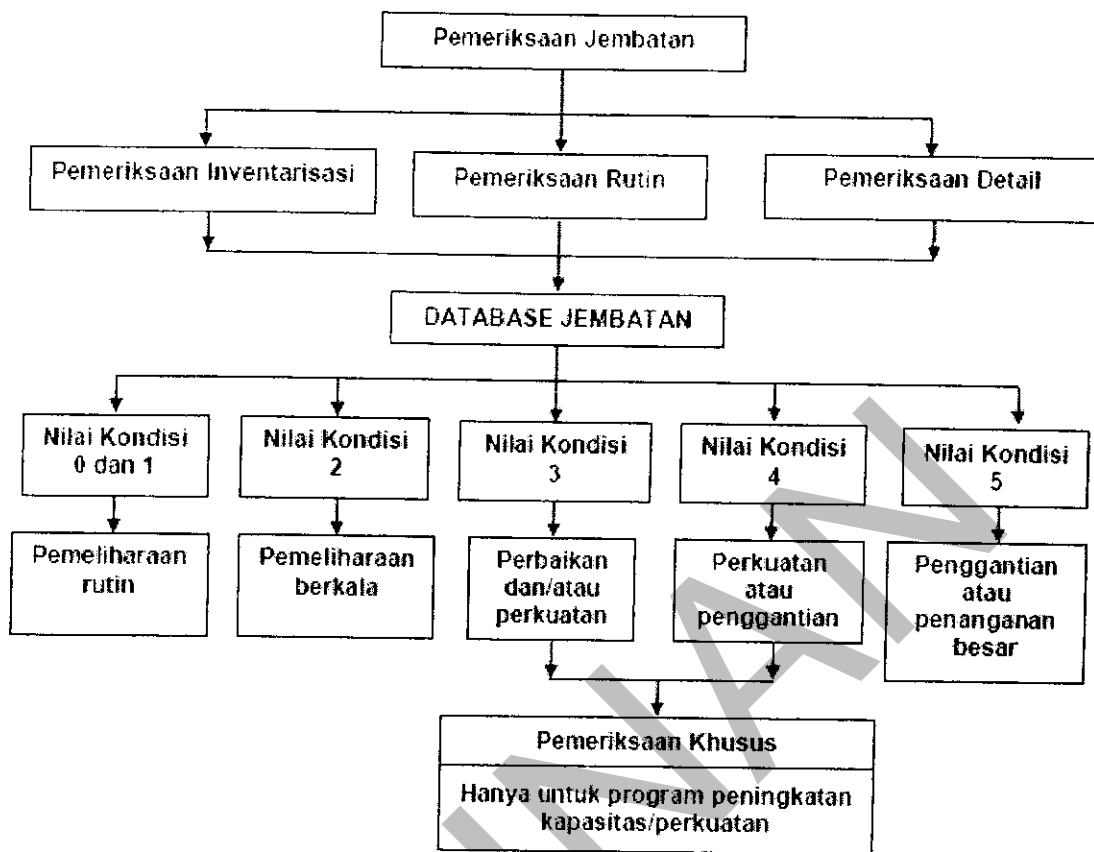 Pemeriksaan Jembatan
Pemeriksaan Inventarisasi
Pemeriksaan Rutin
Pemeriksaan Detail
DATABASE JEMBATAN
Nilai Kondisi
0 dan 1
Nilai Kondisi
2
Nilai Kondisi
3
Nilai Kondisi
4
Nilai Kondisi
5
Pemeliharaan
rutin
Pemeliharaan
berkala
Perbaikan
dan/atau
perkuatan
Perkuatan
atau
penggantian
Penggantian
atau
penanganan
besar
Pemeriksaan Khusus
Hanya untuk program peningkatan
kapasitas/perkuatan